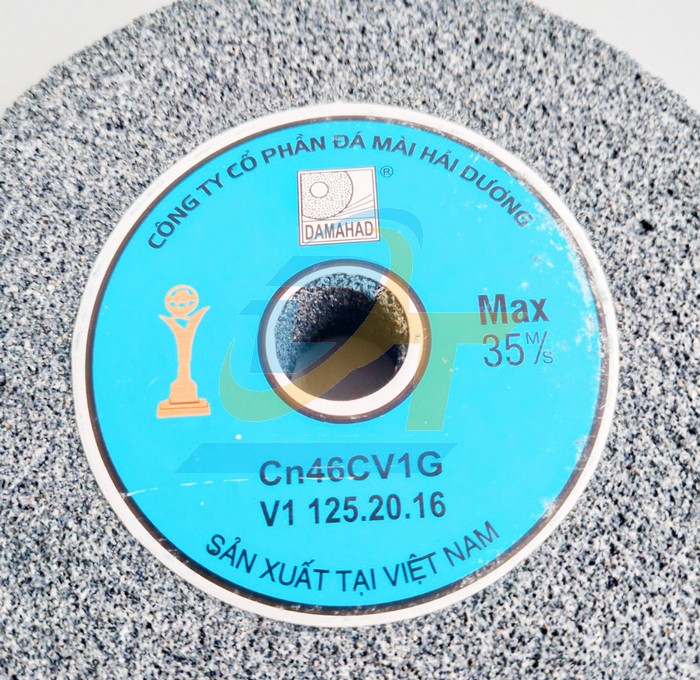 CÔNG TY CỔ PHẦN ĐÁ MÀI HẢI DƯƠNG
®
DAMAHAD
Max
35 M/S
Cn46CV1G
V1 125.20.16
SẢN XUẤT TẠI VIỆT NAM